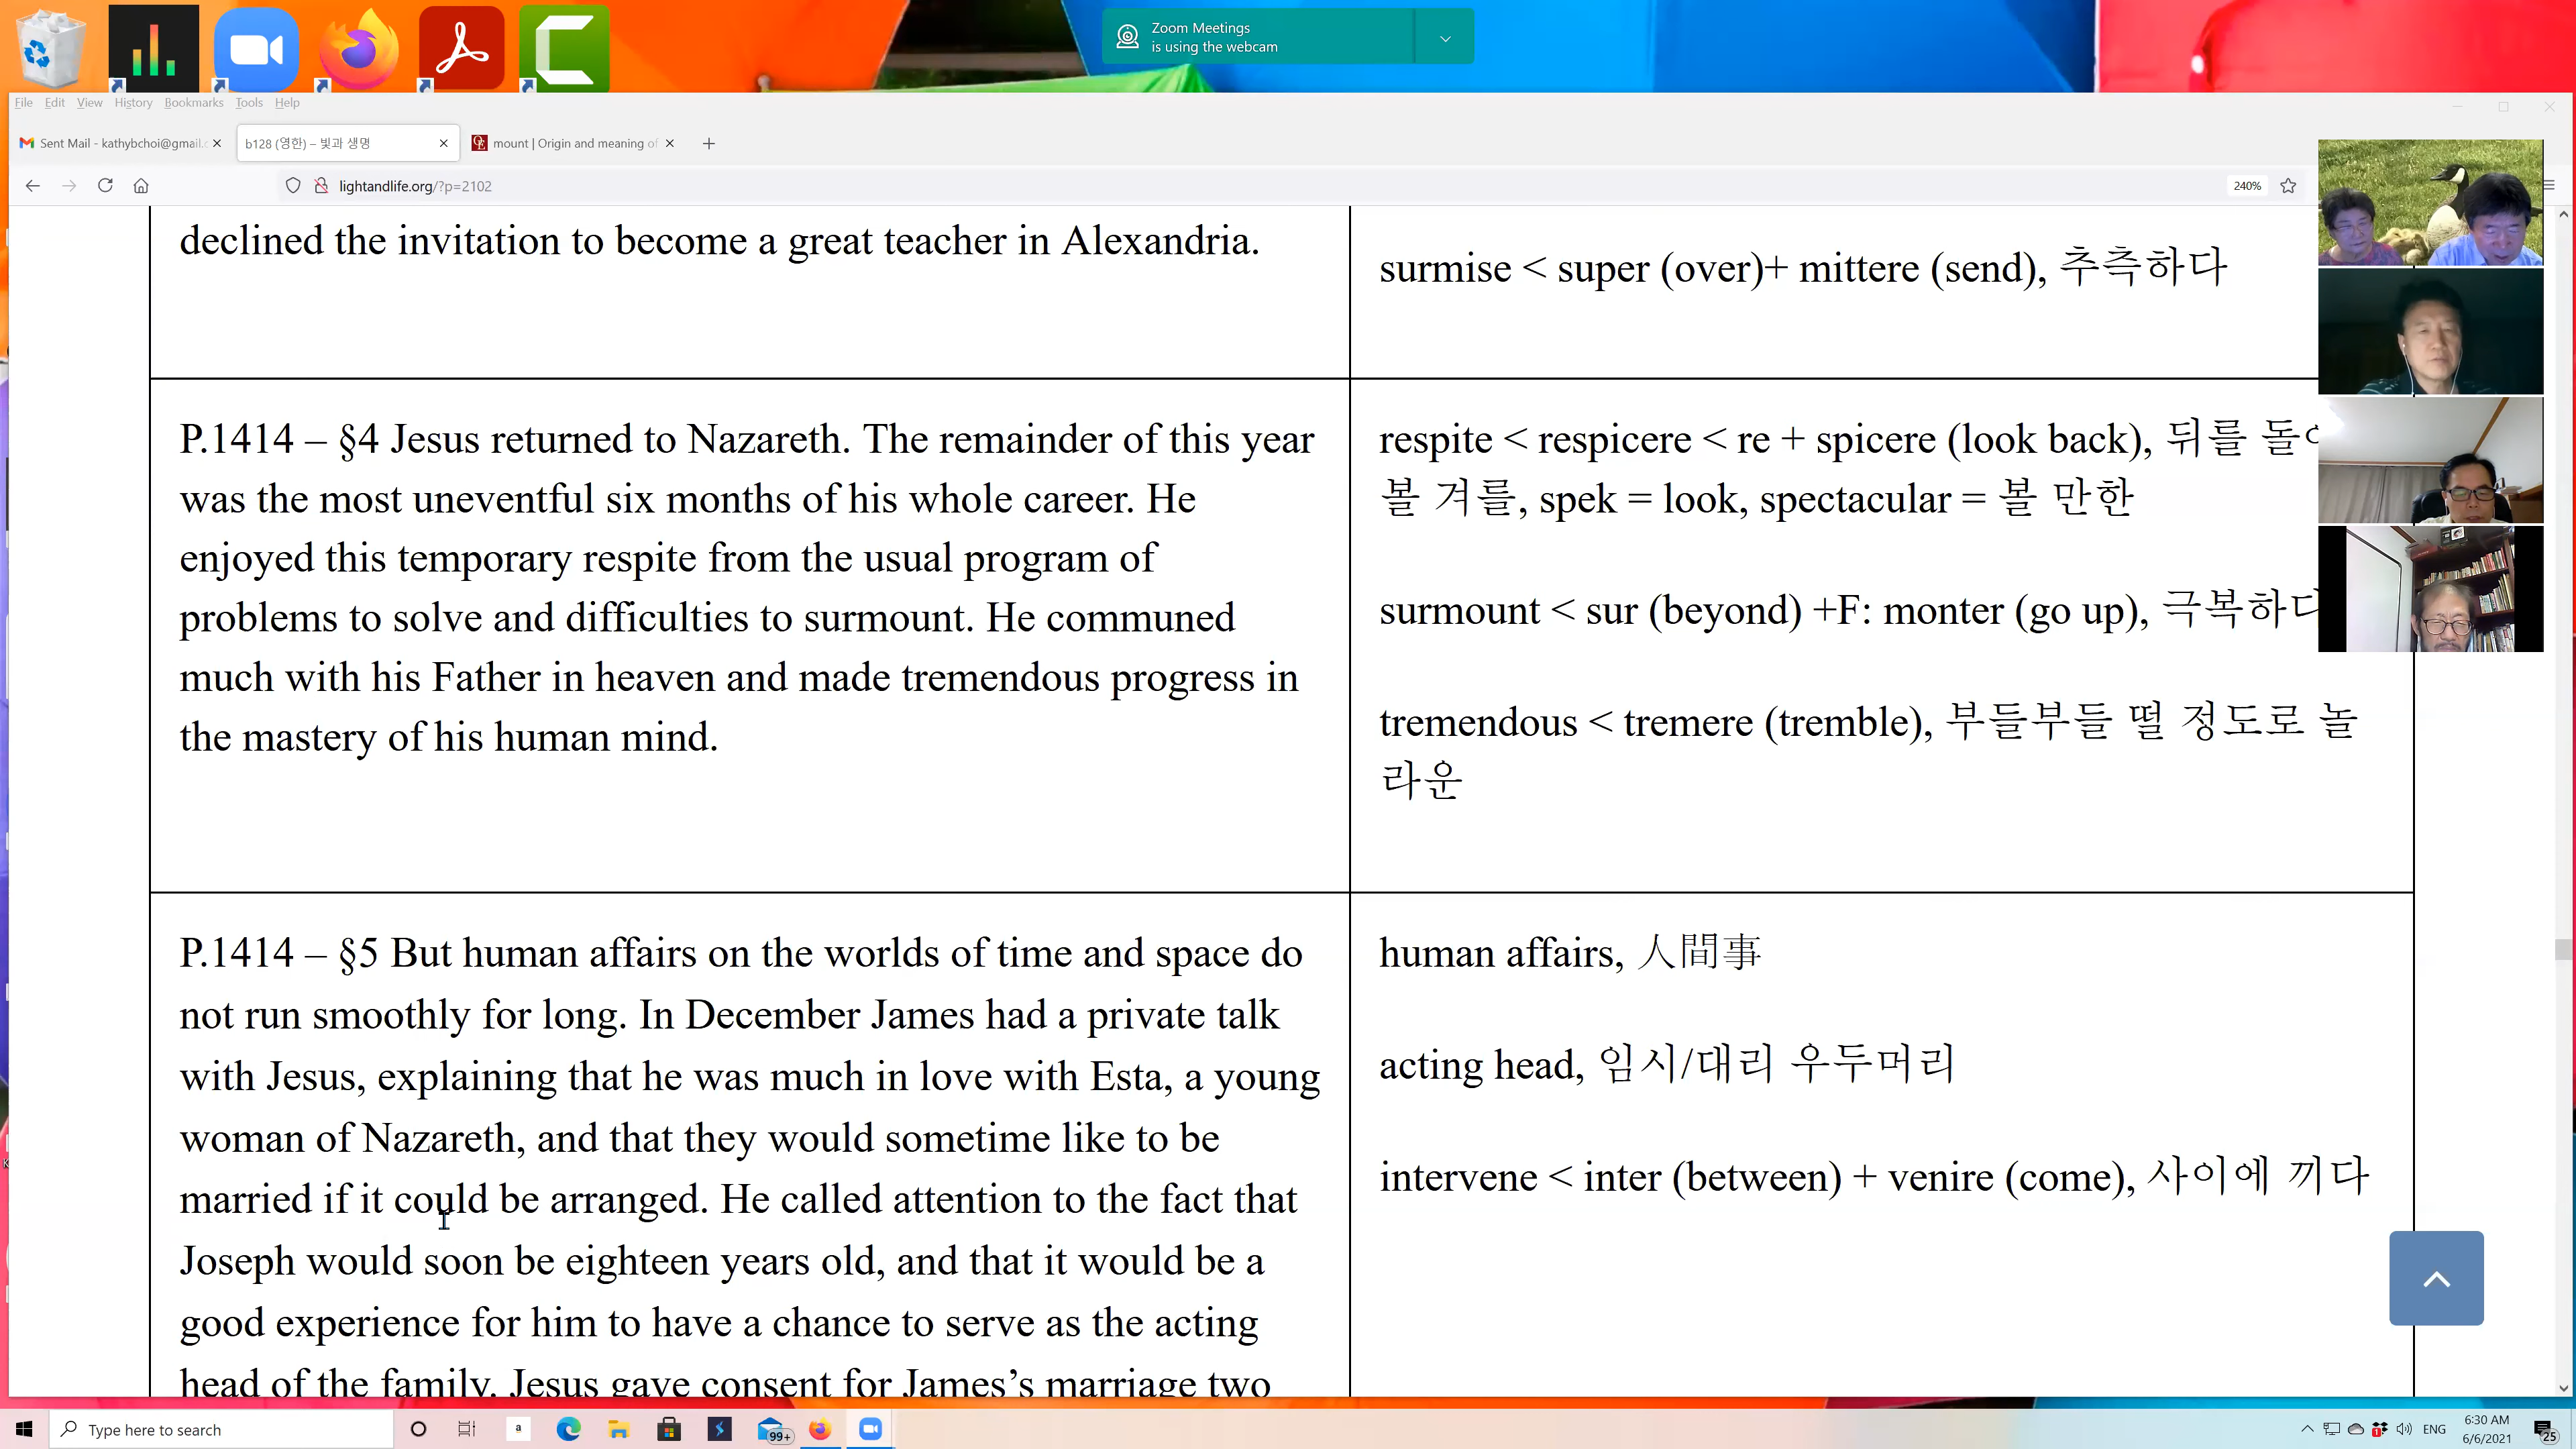 Zoom Meetings
is using the webcam
File Edit View History Bookmarks Tools Help
Sent Mail - kathybchoi@gmail.c
b128 (영한) – 빛과 생명
mount | Origin and meaning of
lightandlife.org/?p=2102
240%
declined the invitation to become a great teacher in Alexandria.
surmise < super (over)+ mittere (send), 추측하다
P.1414 – §4 Jesus returned to Nazareth. The remainder of this year
was the most uneventful six months of his whole career. He
enjoyed this temporary respite from the usual program of
problems to solve and difficulties to surmount. He communed
much with his Father in heaven and made tremendous progress in
the mastery of his human mind.
respite < respicere < re + spicere (look back), 뒤를 돌
볼 겨를, spek = look, spectacular = 볼 만한
surmount < sur (beyond) +F: monter (go up), 극복하다
tremendous < tremere (tremble), 부들부들 떨 정도로 놀
라운
P.1414 – §5 But human affairs on the worlds of time and space do
not run smoothly for long. In December James had a private talk
with Jesus, explaining that he was much in love with Esta, a young
woman of Nazareth, and that they would sometime like to be
married if it could be arranged. He called attention to the fact that
Joseph would soon be eighteen years old, and that it would be a
good experience for him to have a chance to serve as the acting
head of the family. Jesus gave consent for James’s marriage two
human affairs, 人間事
acting head, 임시/대리 우두머리
intervene < inter (between) + venire (come), 사이에 끼다
Type here to search
a
99+
1
ENG
6:30 AM
6/6/2021
25